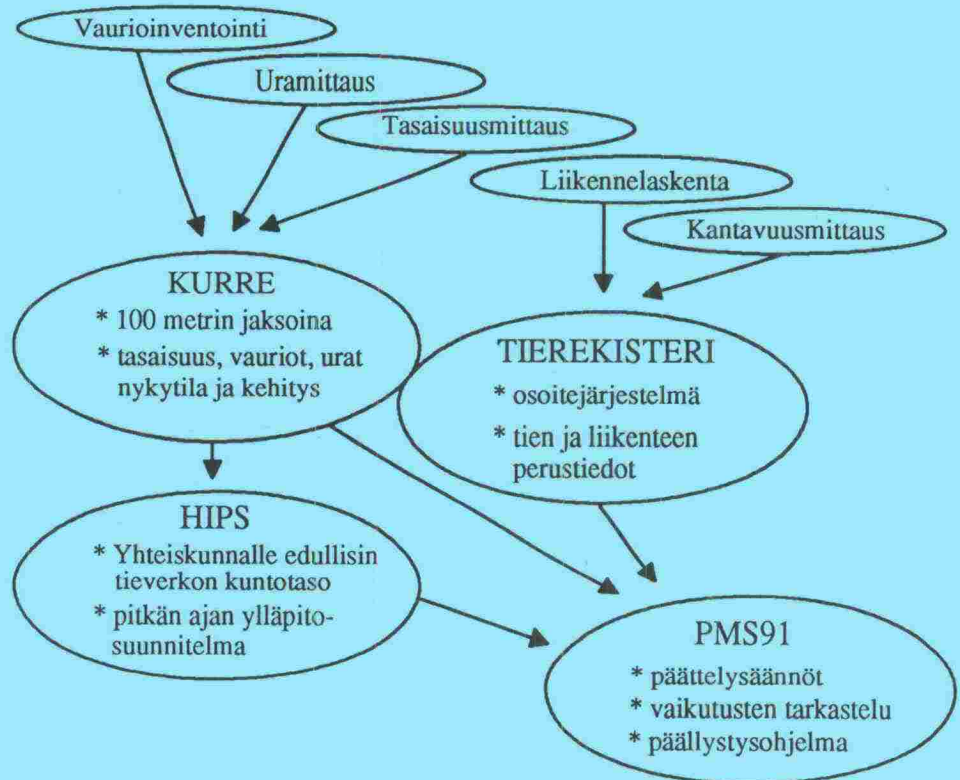 Vaurioinventointi
Uramittaus
Tasaisuusmittaus
Liikennelaskenta
Kantavuusmittaus
KURRE
* 100 metrin jaksoina
* tasaisuus, vauriot, urat
nykytila ja kehitys
TIEREKISTERI
* osoitejärjestelmä
* tien ja liikenteen
perustiedot
HIPS
* Yhteiskunnalle edullisin
tieverkon kuntotaso
* pitkän ajan ylläpito-
suunnitelma
PMS91
* päättelysäännöt
* vaikutusten tarkastelu
* päällystysohjelma